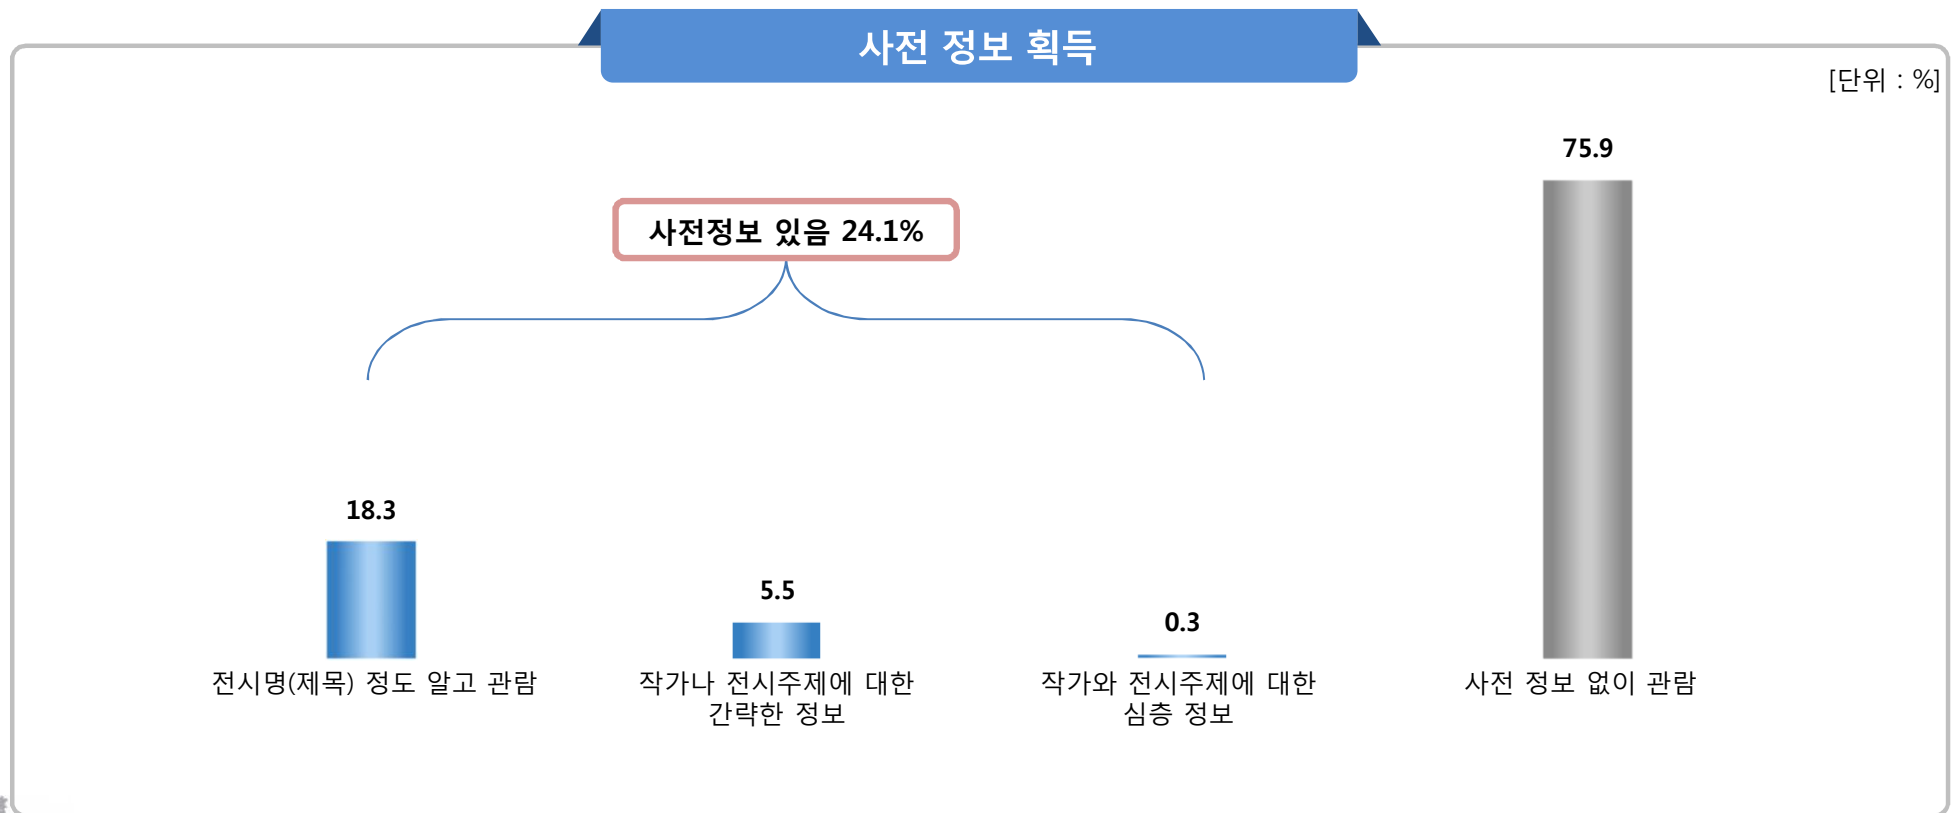 사전 정보 획득
[단위 : %]
75.9
사전정보 있음 24.1%
18.3
5.5
0.3
전시명(제목) 정도 알고 관람
작가나 전시주제에 대한
간략한 정보
작가와 전시주제에 대한
심층 정보
사전 정보 없이 관람